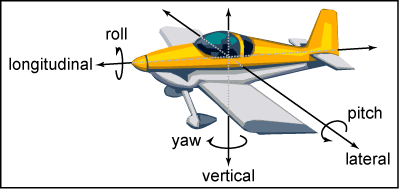 roll
longitudinal
pitch
yaw
lateral
vertical